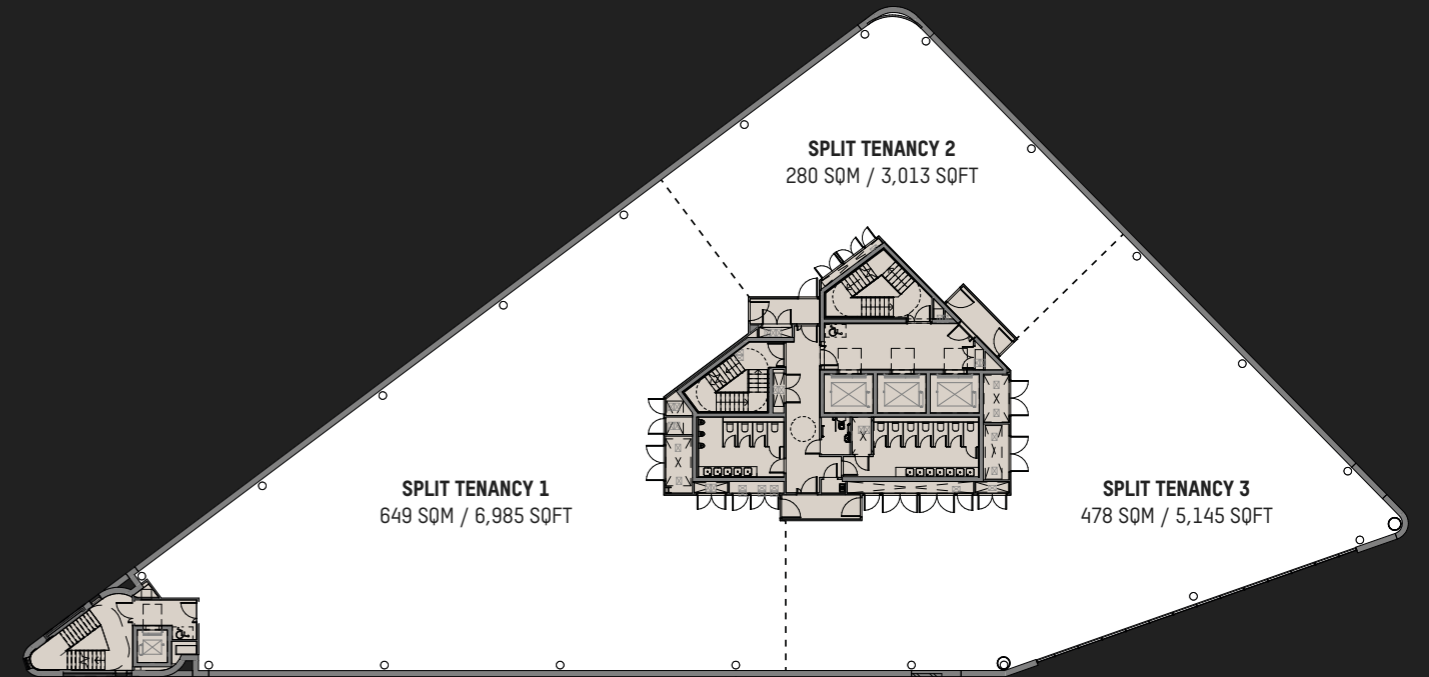 SPLIT TENANCY 2
280 SQM / 3,013 SQFT
SPLIT TENANCY 1
649 SQM / 6,985 SQFT
SPLIT TENANCY 3
478 SQM / 5,145 SQFT